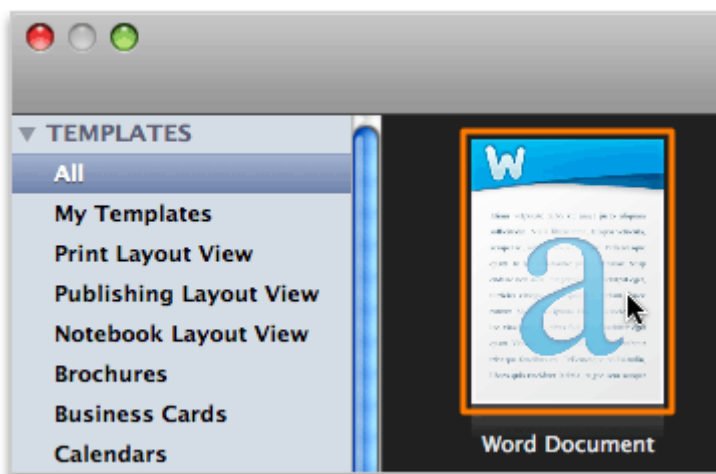 TEMPLATES
All
My Templates
Print Layout View
Publishing Layout View
Notebook Layout View
Brochures
Business Cards
Calendars
W
a
Word Document